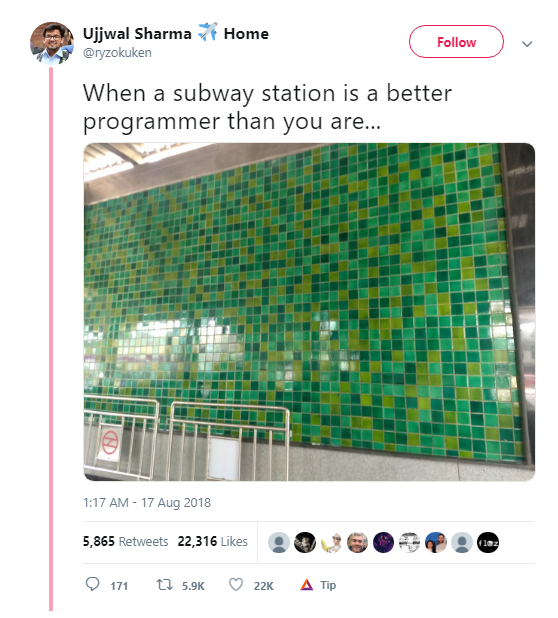 Ujjwal Sharma ✈️ Home
@ryzokuken
Follow
When a subway station is a better
programmer than you are...
1:17 AM - 17 Aug 2018
5,865 Retweets 22,316 Likes
171 5.9K 22K Tip